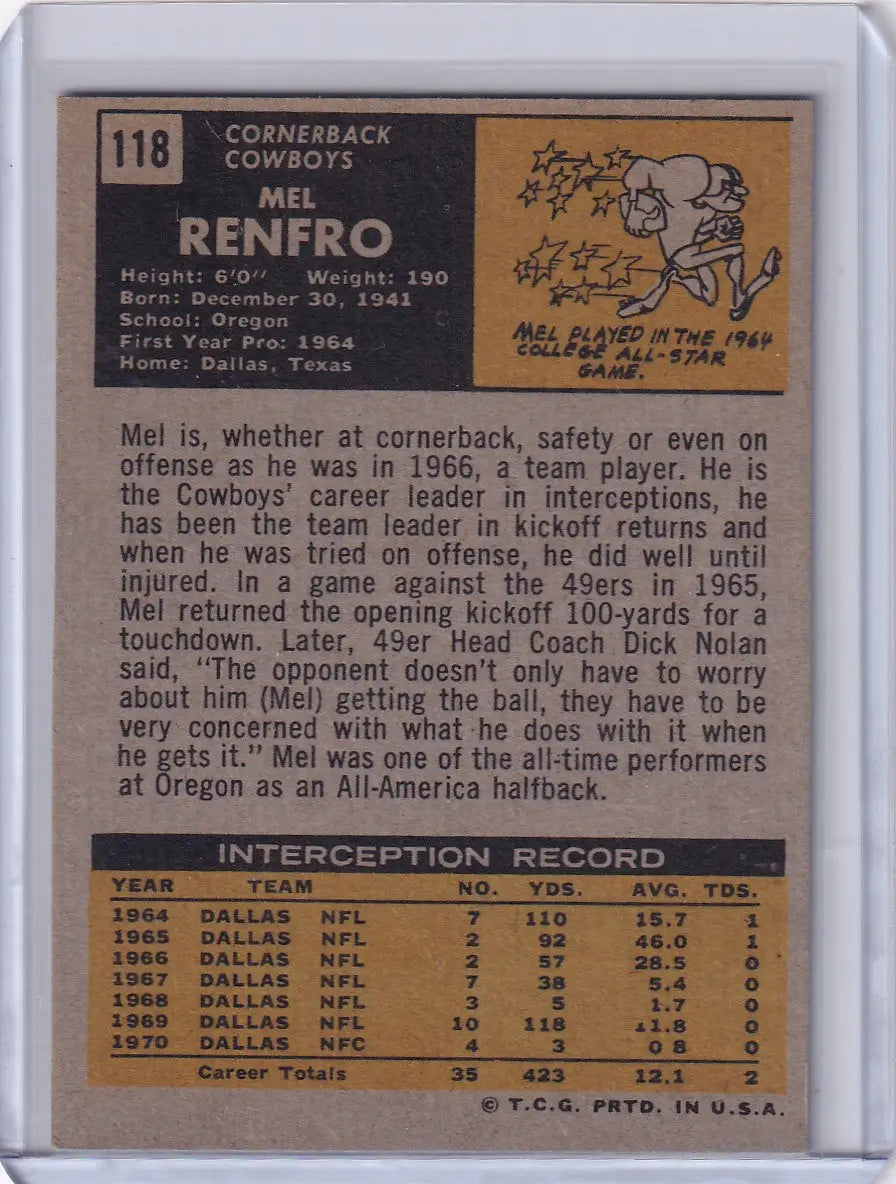 118
CORNERBACK
COWBOYS
MEL
RENFRO
Height: 6'0" Weight: 190
Born: December 30, 1941
School: Oregon
First Year Pro: 1964
Home: Dallas, Texas
MEL PLAYED IN THE 1964
COLLEGE ALL-STAR
GAME.
Mel is, whether at cornerback, safety or even on
offense as he was in 1966, a team player. He is
the Cowboys' career leader in interceptions, he
has been the team leader in kickoff returns and
when he was tried on offense, he did well until
injured. In a game against the 49ers in 1965,
Mel returned the opening kickoff 100-yards for a
touchdown. Later, 49er Head Coach Dick Nolan
said, "The opponent doesn't only have to worry
about him (Mel) getting the ball, they have to be
very concerned with what he does with it when
he gets it." Mel was one of the all-time performers
at Oregon as an All-America halfback.
INTERCEPTION RECORD
YEAR TEAM NO. YDS. AVG. TDS.
1964 DALLAS NFL 7 110 15.7 1
1965 DALLAS NFL 2 92 46.0 1
1966 DALLAS NFL 2 57 28.5 0
1967 DALLAS NFL 7 38 5.4 0
1968 DALLAS NFL 3 5 1.7 0
1969 DALLAS NFL 10 118 11.8 0
1970 DALLAS NFC 4 3 0 8 0
Career Totals 35 423 12.1 2
© T.C.G. PRTD. IN U.S.A.